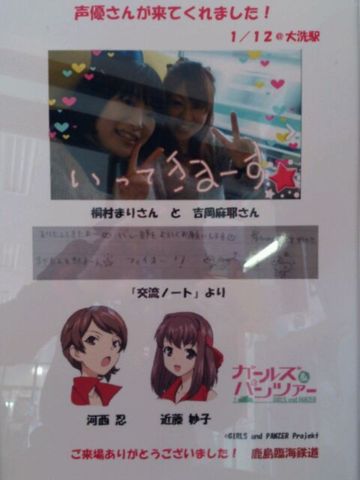 声優さんが来てくれました！
1／12@大洗駅
いってきまーす
桐村まりさん と 吉岡麻耶さん
「交流ノート」より
河西 忍
近藤 妙子
ガールズ&パンツァー
GIRLS und PANZER
©GIRLS und PANZER Projekt
ご来場ありがとうございました！ 鹿島臨海鉄道